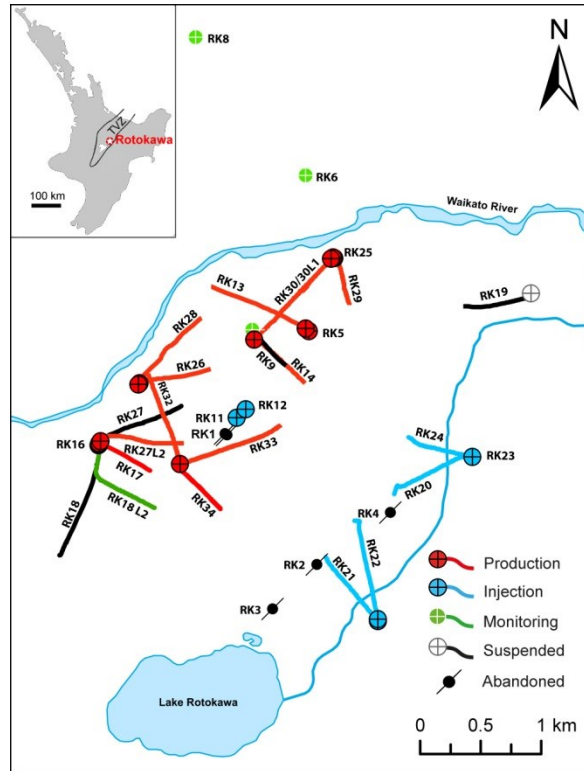 RK8
N
TVZ
Rotokawa
100 km
RK6
Waikato River
RK25
RK30/30L1
RK13
RK29
RK19
RK28
RK5
RK9
RK14
RK26
RK32
RK12
RK11
RK27
RK1
RK33
RK24
RK16
RK27L2
RK23
RK17
RK20
RK18
RK18 L2
RK34
RK4
RK22
RK2
RK21
RK3
Production
Injection
Monitoring
Suspended
Abandoned
Lake Rotokawa
0 0.5 1 km